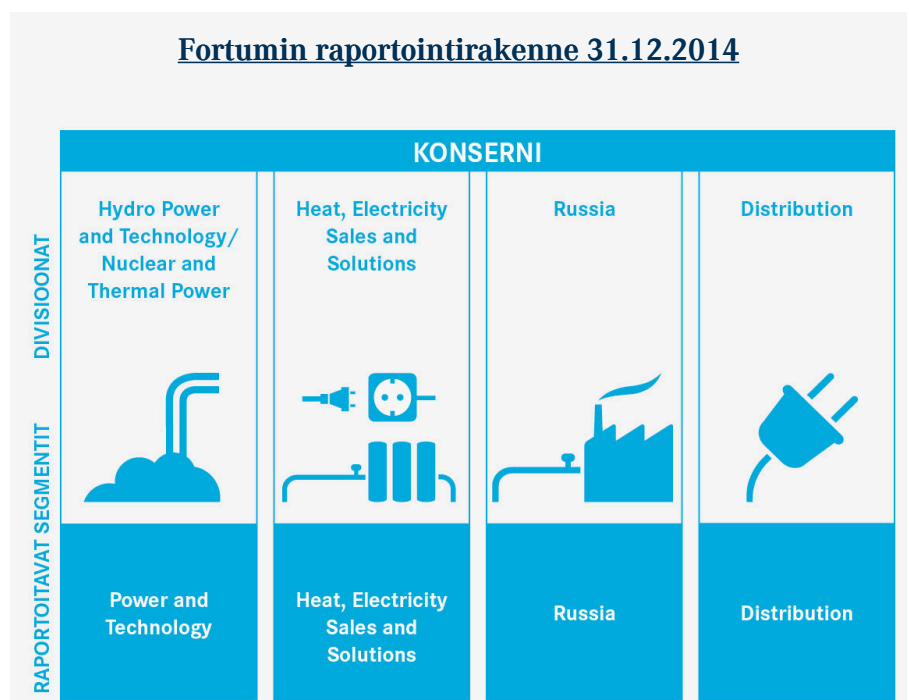 Fortumin raportointirakenne 31.12.2014
KONSERNI
DIVISIOONAT
Hydro Power
and Technology/
Nuclear and
Thermal Power
Heat, Electricity
Sales and
Solutions
Russia
Distribution
RAPORTOITAVAT SEGMENTIT
Power and
Technology
Heat, Electricity
Sales and
Solutions
Russia
Distribution